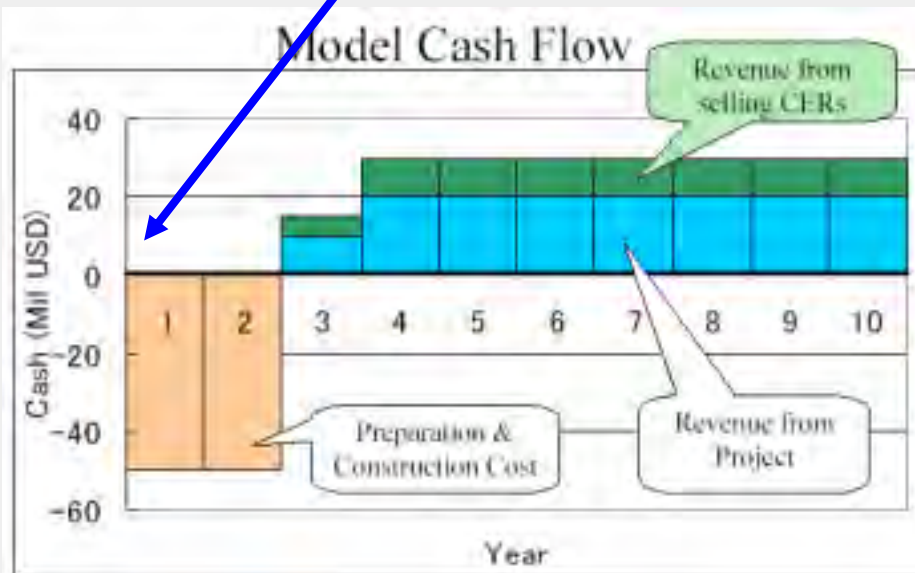 Model Cash Flow
Revenue from
selling CERs
40
20
0
-20
-40
-60
Cash (Mil USD)
1 2 3 4 5 6 7 8 9 10
Preparation &
Construction Cost
Revenue from
Project
Year